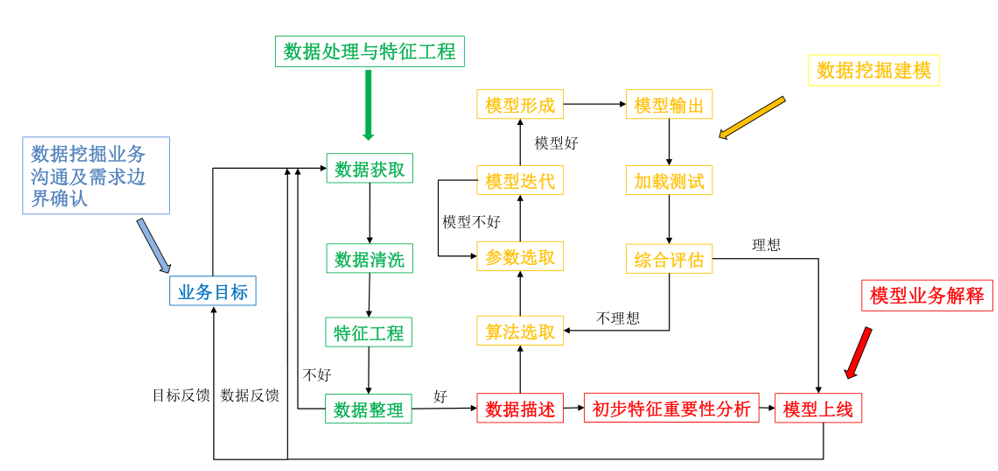 数据处理与特征工程
数据挖掘建模
模型形成
模型输出
模型好
数据挖掘业务
沟通及需求边
界确认
数据获取
模型迭代
加载测试
模型不好
理想
数据清洗
参数选取
综合评估
业务目标
模型业务解释
特征工程
算法选取
不理想
不好
目标反馈
数据反馈
好
数据整理
数据描述
初步特征重要性分析
模型上线